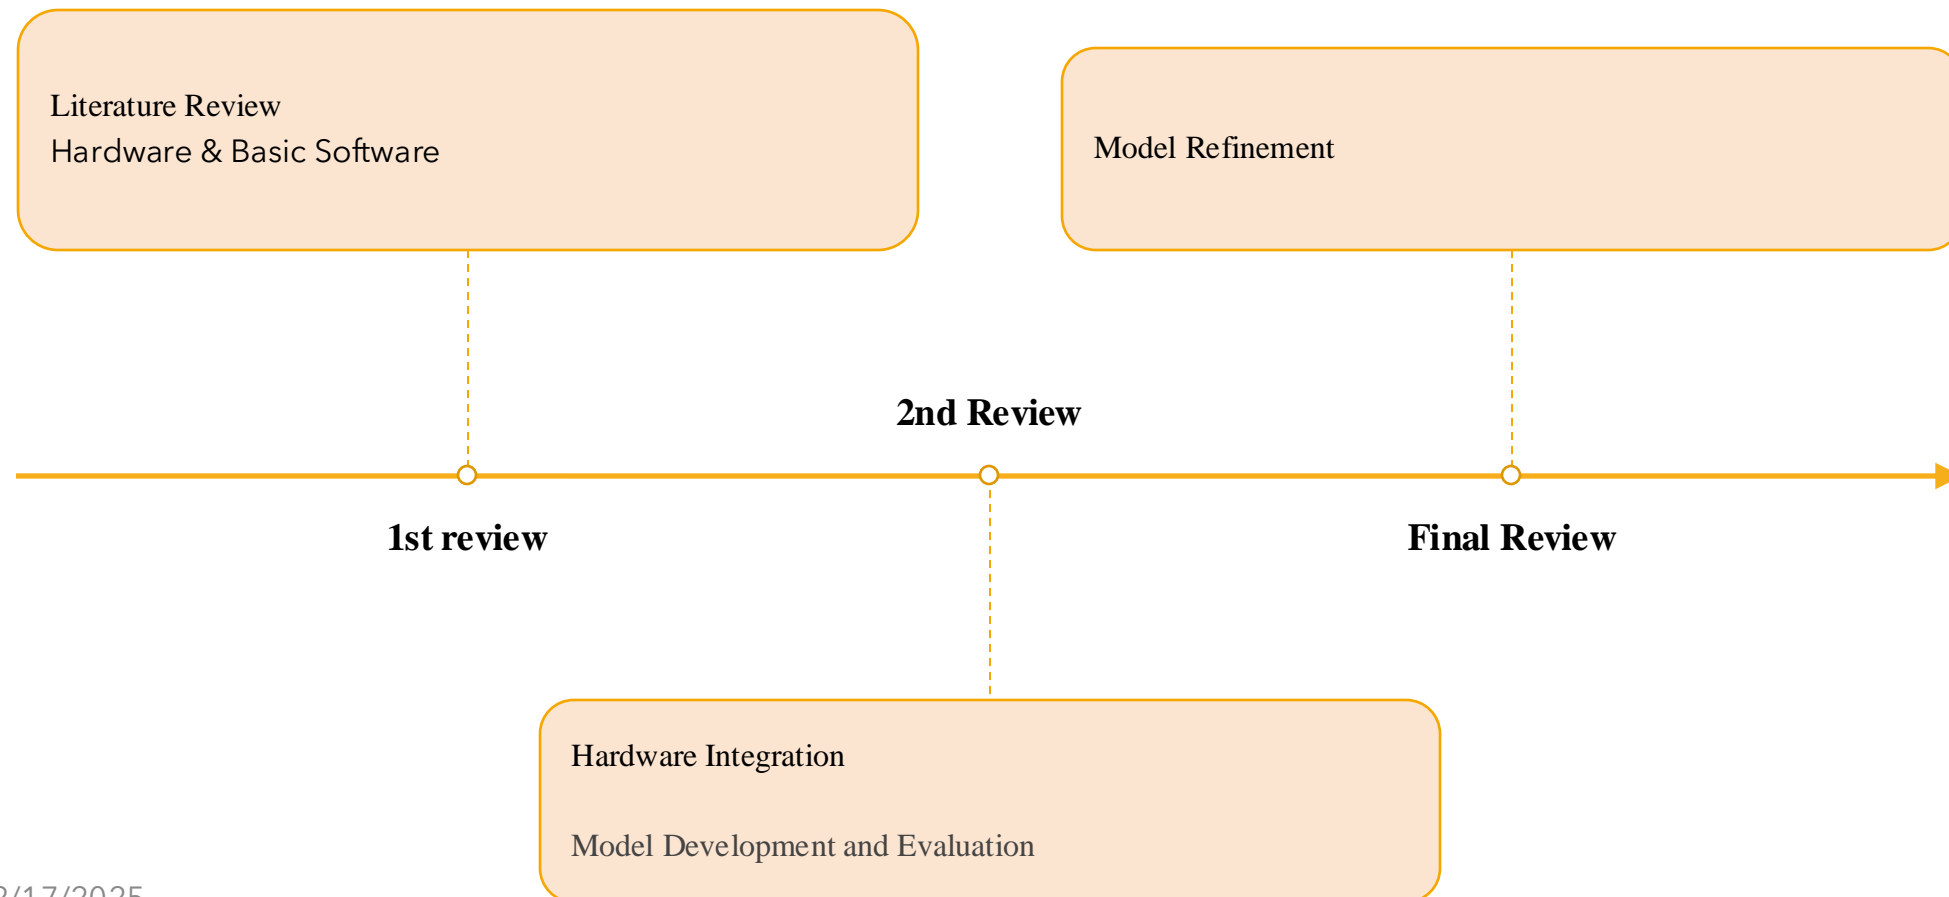 Literature Review
Hardware & Basic Software
Model Refinement
2nd Review
1st review
Final Review
Hardware Integration
Model Development and Evaluation